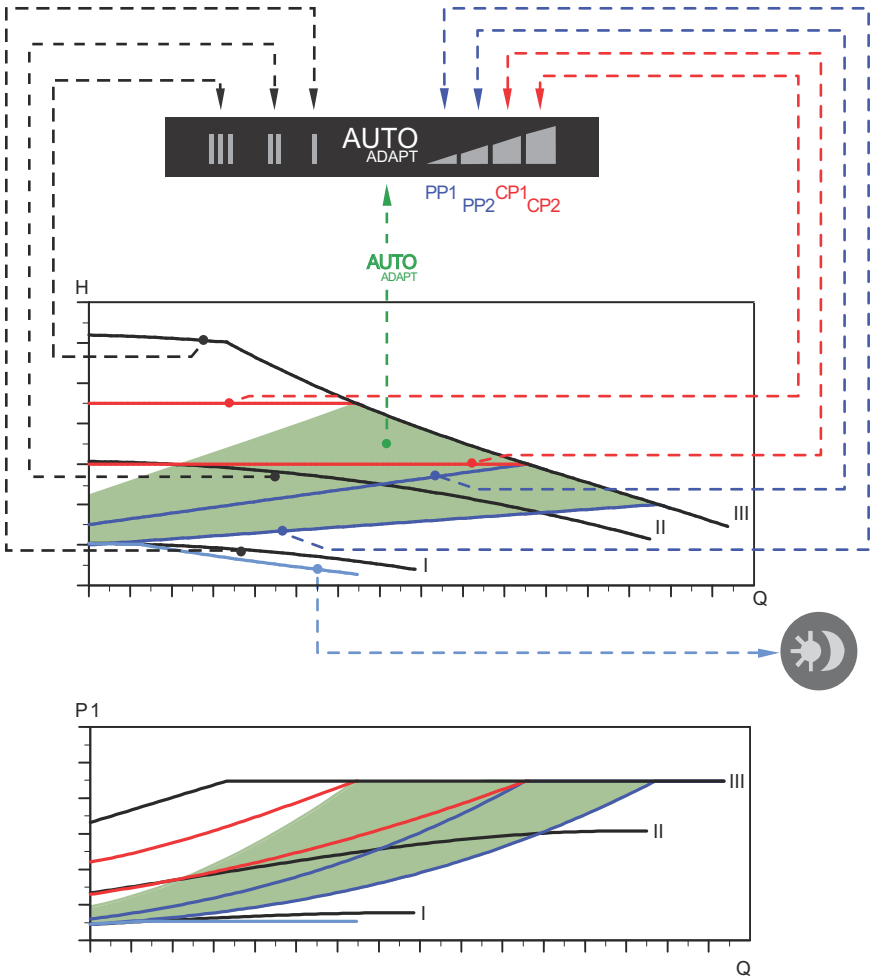 III II I AUTO
ADAPT
PP1 CP1
PP2 CP2
AUTO
ADAPT
H
III
II
I
Q
P1
III
II
I
Q